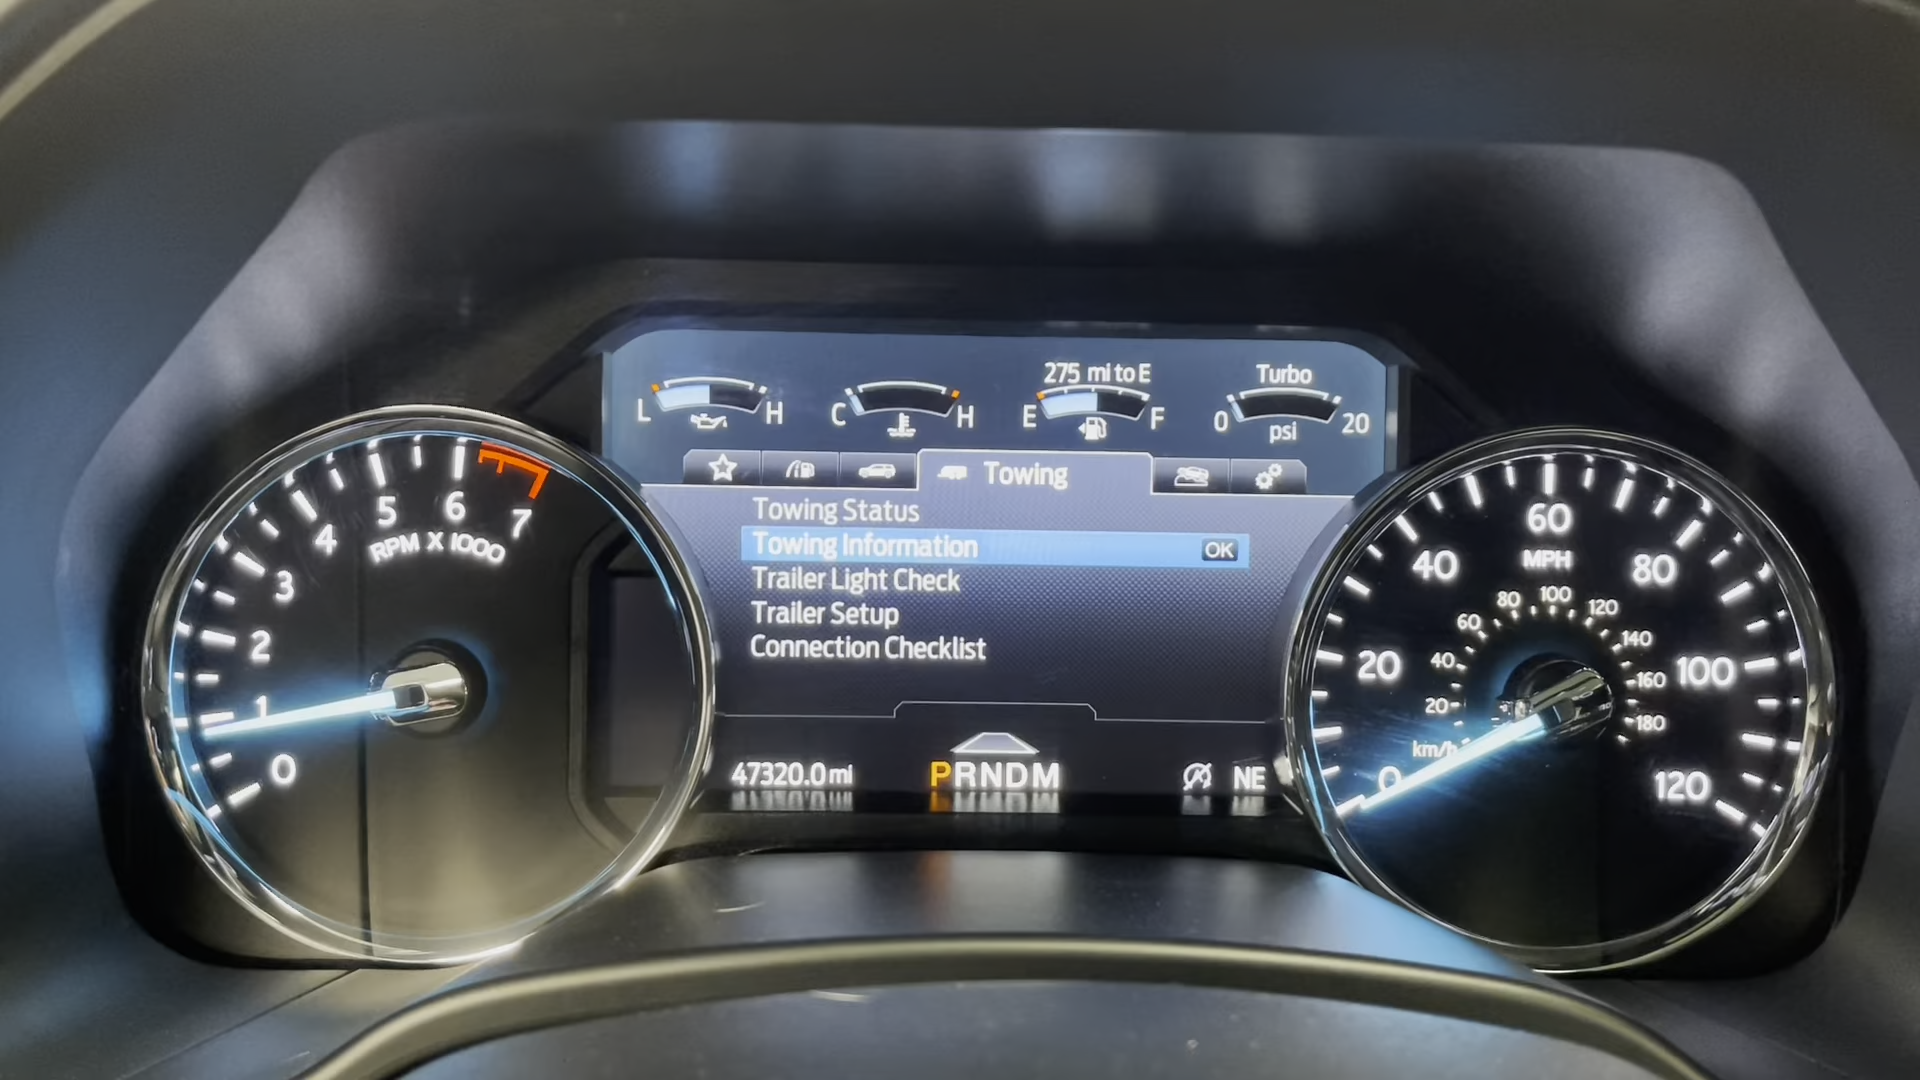 275 mi to E
Turbo
L H
C H
E F
0 20
psi
Towing
Towing Status
Towing Information OK
Trailer Light Check
Trailer Setup
Connection Checklist
47320.0 mi
PRNDM
NE
0 1 2 3 4 5 6 7
RPM X 1000
0 20 40 60 80 100 120
MPH
20 40 60 80 100 120 140 160 180
km/h